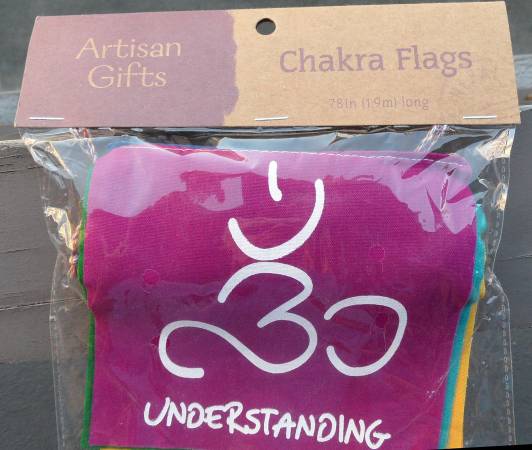 Artisan
Gifts
Chakra Flags
78in (1.9m) long
UNDERSTANDING